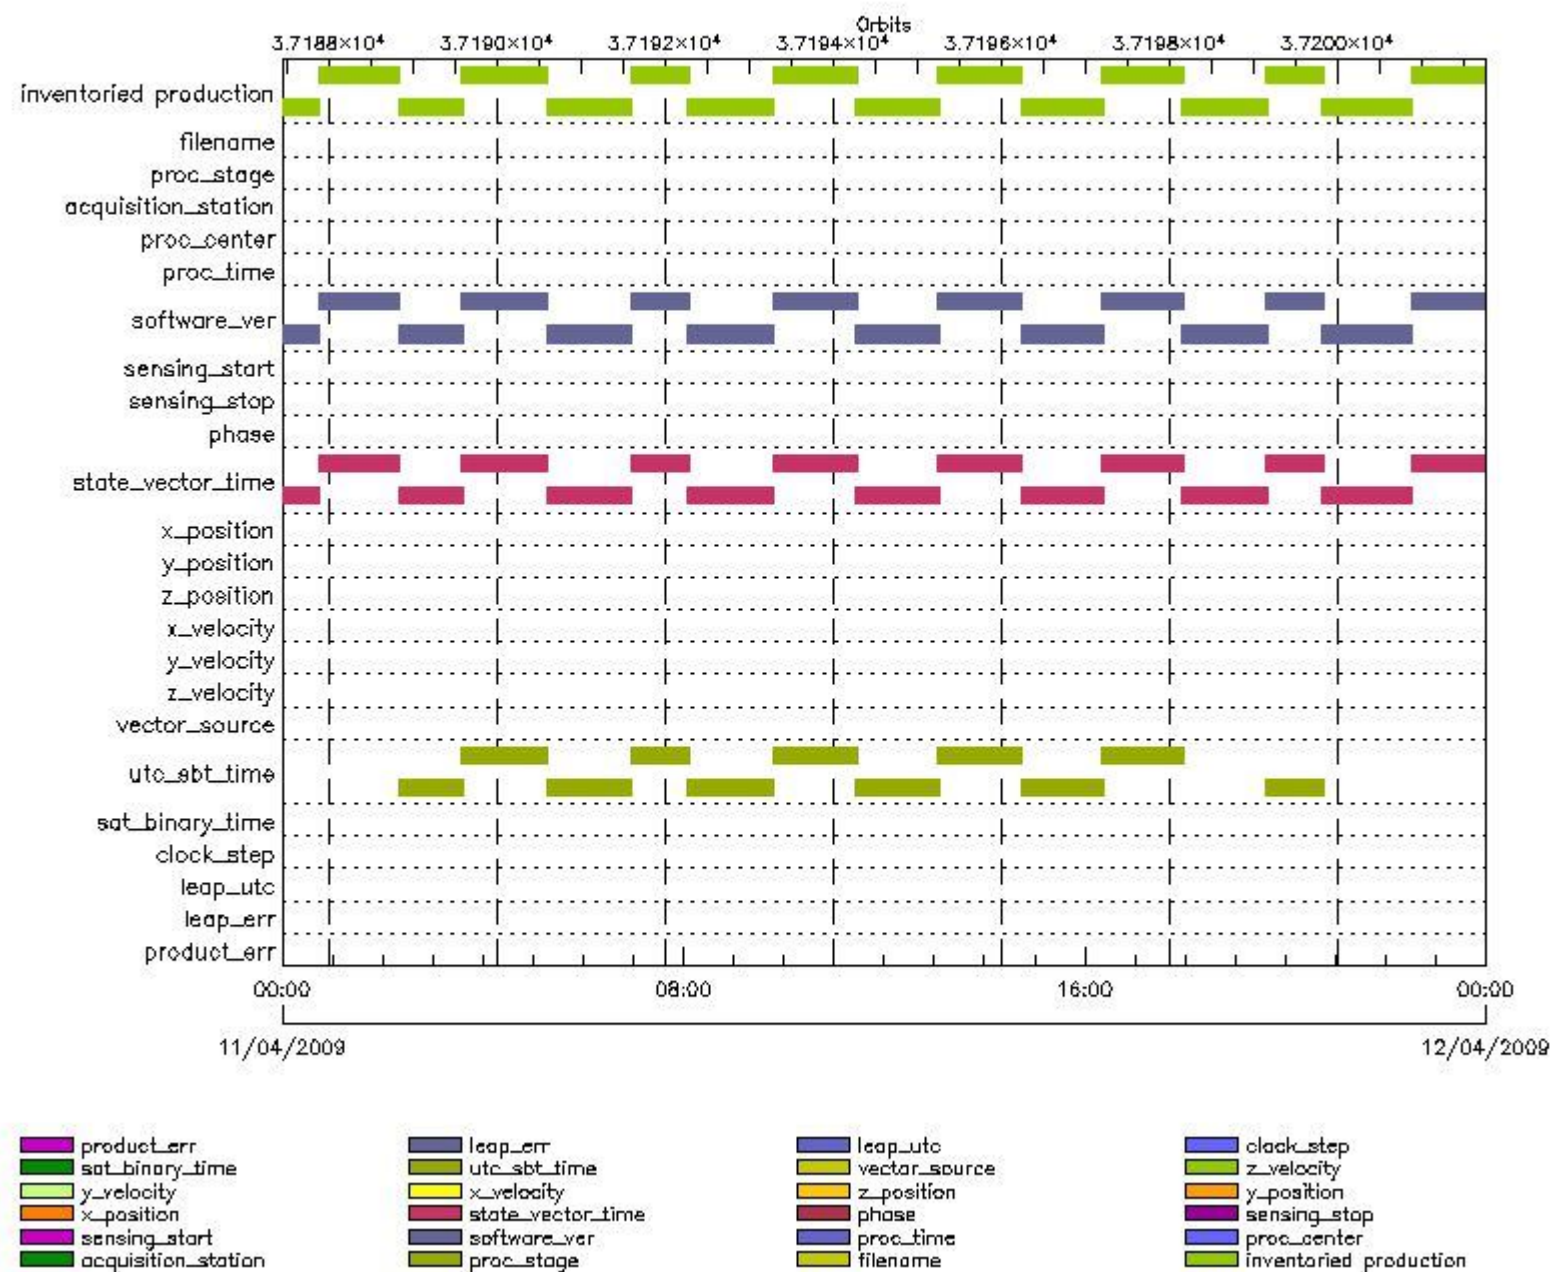 Orbits
3.7188×10⁴ 3.7190×10⁴ 3.7192×10⁴ 3.7194×10⁴ 3.7196×10⁴ 3.7198×10⁴ 3.7200×10⁴
inventoried production
filename
proc_stage
acquisition_station
proc_center
proc_time
software_ver
sensing_start
sensing_stop
phase
state_vector_time
x_position
y_position
z_position
x_velocity
y_velocity
z_velocity
vector_source
utc_sbt_time
sat_binary_time
clock_step
leap_utc
leap_err
product_err
00:00 08:00 16:00 00:00
11/04/2009 12/04/2009
product_err leap_err leap_utc clock_step
sat_binary_time utc_sbt_time vector_source z_velocity
y_velocity x_velocity z_position y_position
x_position state_vector_time phase sensing_stop
sensing_start software_ver proc_time proc_center
acquisition_station proc_stage filename inventoried production